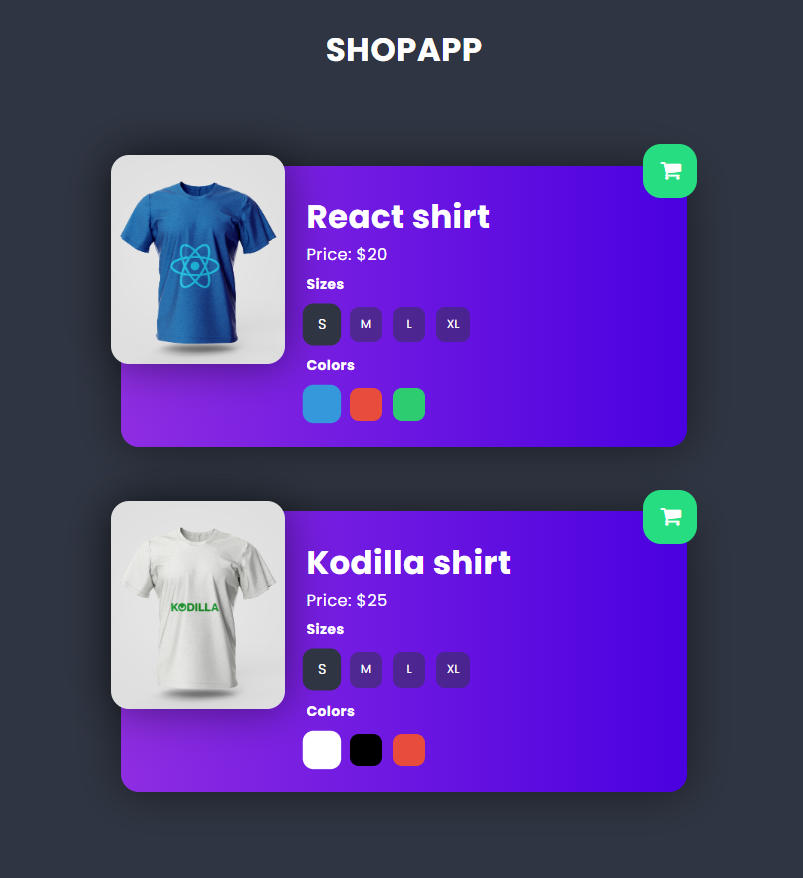 SHOPAPP
React shirt
Price: $20
Sizes
S M L XL
Colors
KODILLA
Kodilla shirt
Price: $25
Sizes
S M L XL
Colors